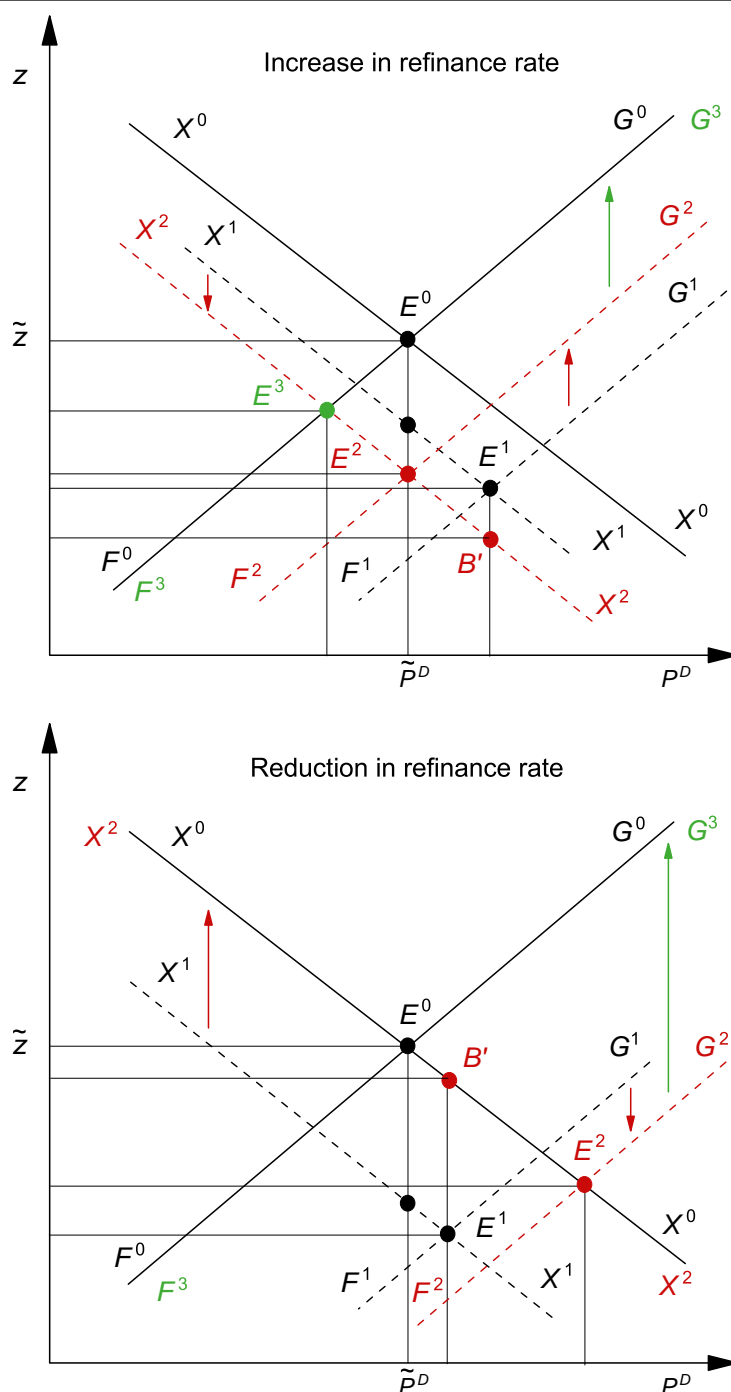 Increase in refinance rate
z
X⁰
G⁰
G³
X²
X¹
G²
G¹
E⁰
z̃
E³
E²
E¹
X⁰
X¹
F⁰
F³
F²
F¹
B′
X²
P̃ᴰ
Pᴰ
Reduction in refinance rate
z
X²
X⁰
G⁰
G³
X¹
E⁰
z̃
G¹
G²
B′
E²
E¹
X⁰
F⁰
F³
F¹
F²
X¹
X²
P̃ᴰ
Pᴰ